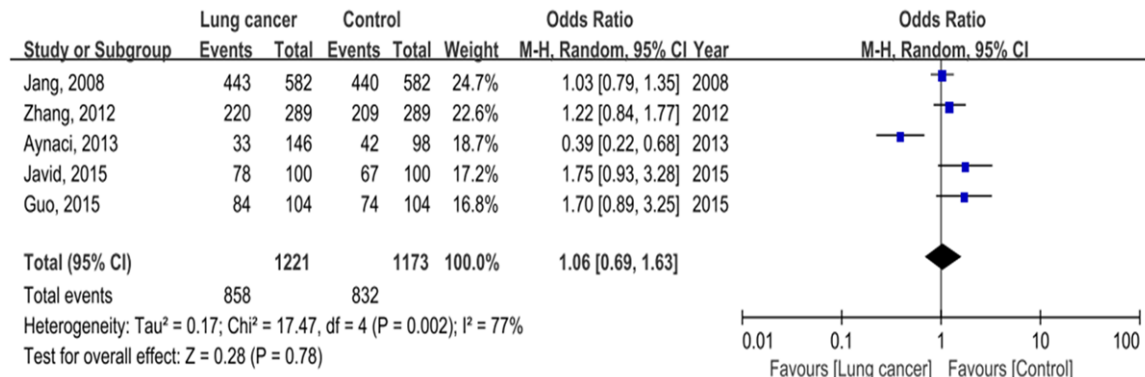 Lung cancer Control Odds Ratio Odds Ratio
Study or Subgroup Events Total Events Total Weight M-H, Random, 95% CI Year M-H, Random, 95% CI
Jang, 2008 443 582 440 582 24.7% 1.03 [0.79, 1.35] 2008
Zhang, 2012 220 289 209 289 22.6% 1.22 [0.84, 1.77] 2012
Aynaci, 2013 33 146 42 98 18.7% 0.39 [0.22, 0.68] 2013
Javid, 2015 78 100 67 100 17.2% 1.75 [0.93, 3.28] 2015
Guo, 2015 84 104 74 104 16.8% 1.70 [0.89, 3.25] 2015
Total (95% CI) 1221 1173 100.0% 1.06 [0.69, 1.63]
Total events 858 832
Heterogeneity: Tau² = 0.17; Chi² = 17.47, df = 4 (P = 0.002); I² = 77%
Test for overall effect: Z = 0.28 (P = 0.78)
0.01 0.1 1 10 100
Favours [Lung cancer] Favours [Control]